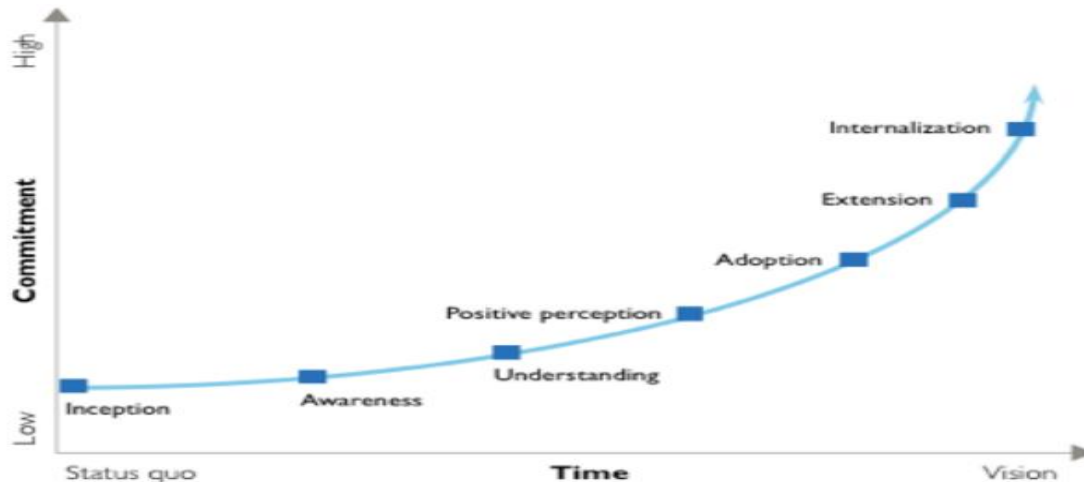 High
Internalization
Extension
Commitment
Adoption
Positive perception
Understanding
Awareness
Inception
Low
Status quo Time Vision